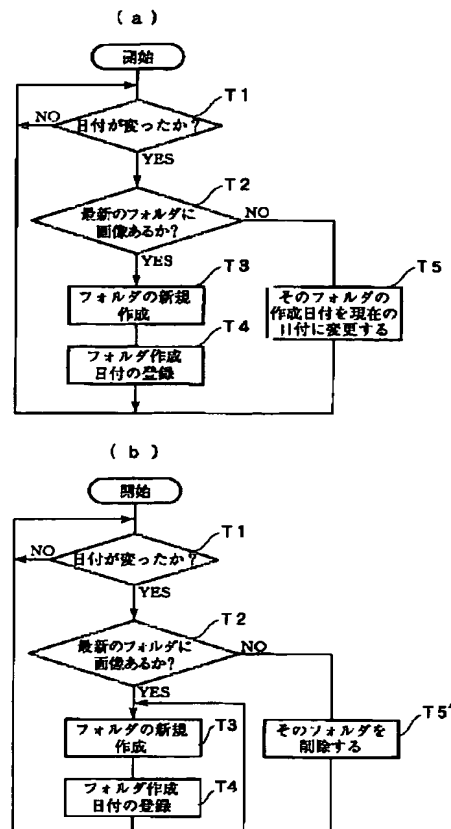 (a)
開始
T1
日付が変ったか?
NO
YES
T2
最新のフォルダに
画像あるか?
NO
YES
T3
フォルダの新規
作成
T4
フォルダ作成
日付の登録
T5
そのフォルダの
作成日付を現在の
日付に変更する
(b)
開始
T1
日付が変ったか?
NO
YES
T2
最新のフォルダに
画像あるか?
NO
YES
T3
フォルダの新規
作成
T4
フォルダ作成
日付の登録
T5'
そのフォルダを
削除する